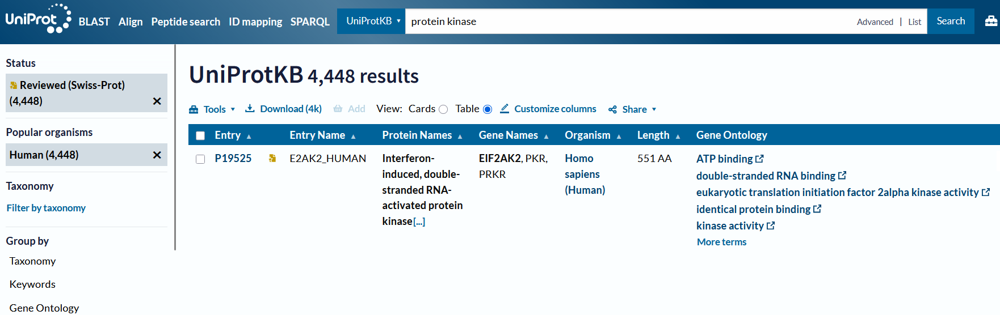 UniProt BLAST Align Peptide search ID mapping SPARQL UniProtKB protein kinase Advanced | List Search
Status
Reviewed (Swiss-Prot)
(4,448)
Popular organisms
Human (4,448)
Taxonomy
Filter by taxonomy
Group by
Taxonomy
Keywords
Gene Ontology
UniProtKB 4,448 results
Tools Download (4k) Add View: Cards Table Customize columns Share
Entry Entry Name Protein Names Gene Names Organism Length Gene Ontology
P19525 E2AK2_HUMAN
Interferon-
induced, double-
stranded RNA-
activated protein
kinase[...]
EIF2AK2, PKR,
PRKR
Homo
sapiens
(Human)
551 AA
ATP binding
double-stranded RNA binding
eukaryotic translation initiation factor 2alpha kinase activity
identical protein binding
kinase activity
More terms